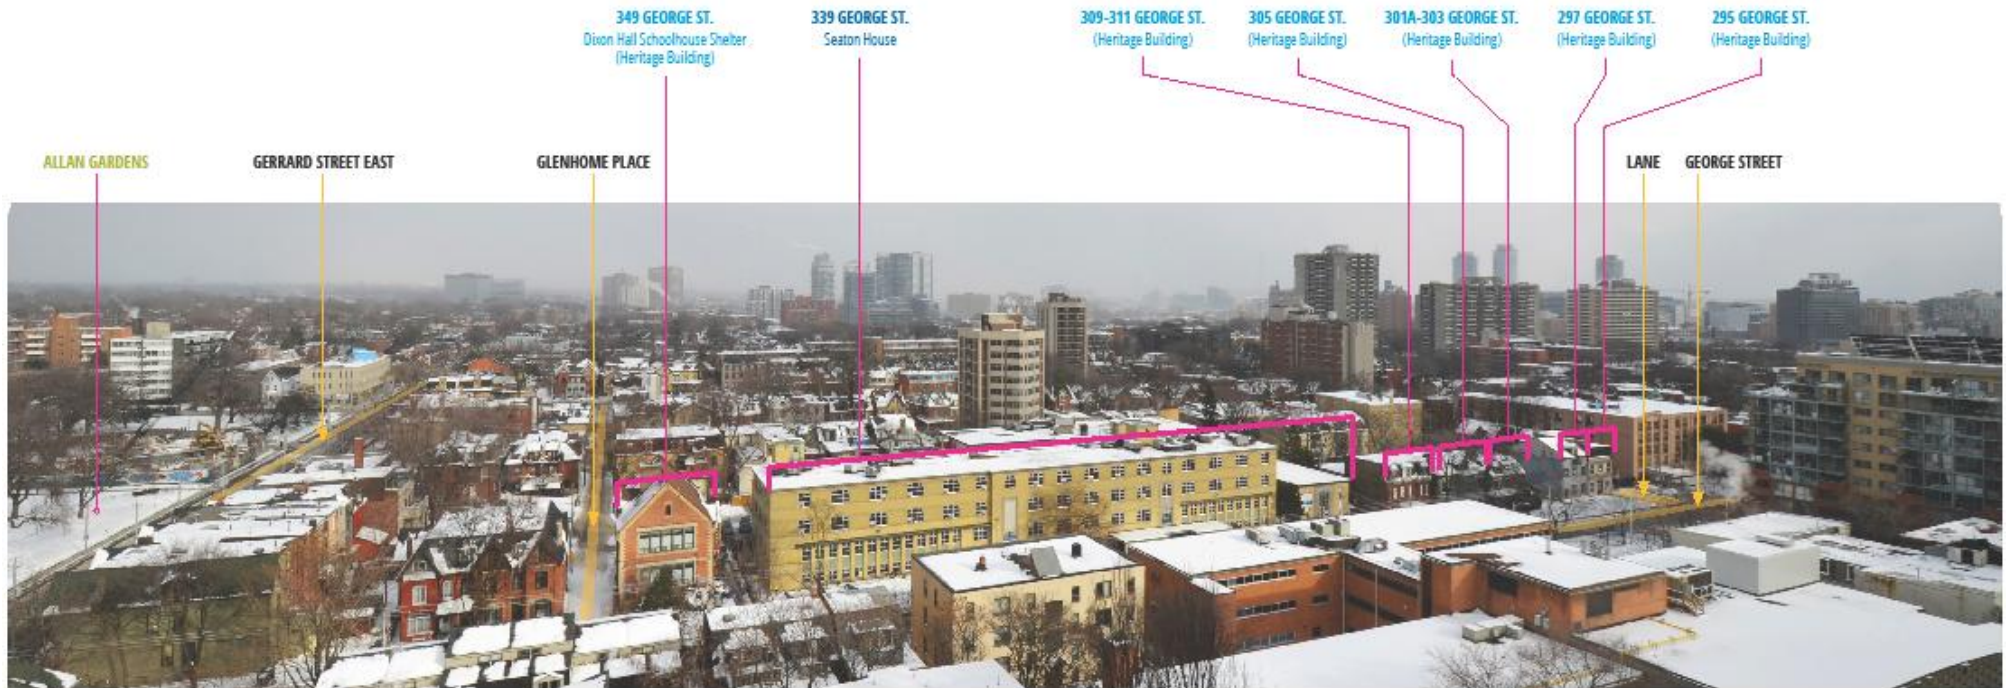 349 GEORGE ST.
Dixon Hall Schoolhouse Shelter
(Heritage Building)
339 GEORGE ST.
Seaton House
309-311 GEORGE ST.
(Heritage Building)
305 GEORGE ST.
(Heritage Building)
301A-303 GEORGE ST.
(Heritage Building)
297 GEORGE ST.
(Heritage Building)
295 GEORGE ST.
(Heritage Building)
ALLAN GARDENS
GERRARD STREET EAST
GLENHOME PLACE
LANE
GEORGE STREET